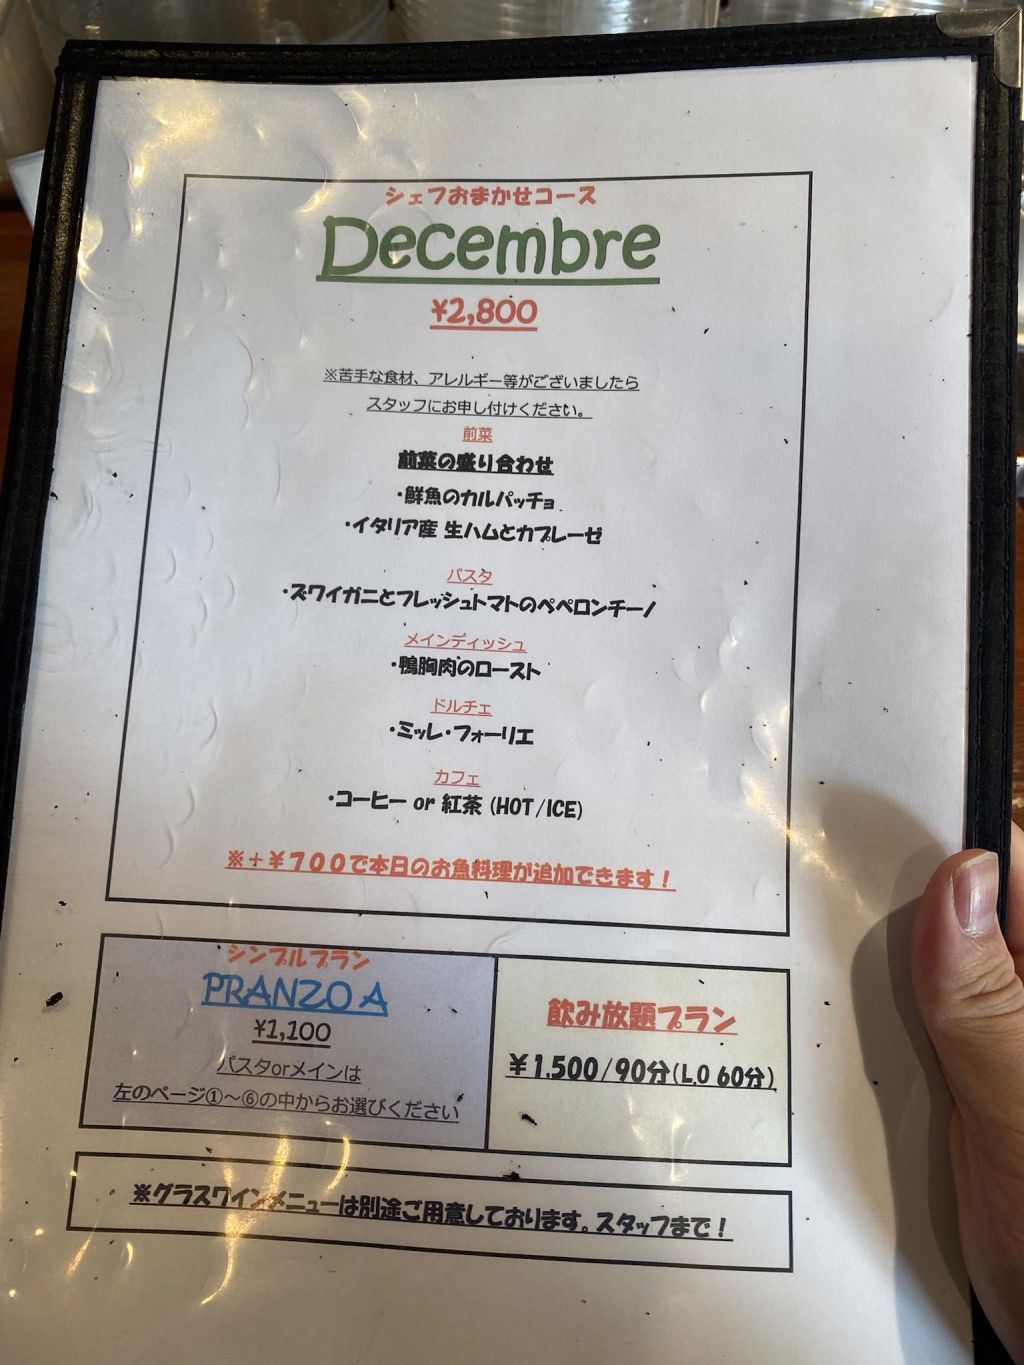 シェフおまかせコース
Decembre
¥2,800
※苦手な食材、アレルギー等がございましたら
スタッフにお申し付けください。
前菜
前菜の盛り合わせ
・鮮魚のカルパッチョ
・イタリア産 生ハムとカプレーゼ
パスタ
・ズワイガニとフレッシュトマトのペペロンチーノ
メインディッシュ
・鴨胸肉のロースト
ドルチェ
・ミッレ・フォーリエ
カフェ
・コーヒー or 紅茶 (HOT/ICE)
※＋¥７００で本日のお魚料理が追加できます！
シンプルプラン
PRANZO A
¥1,100
パスタorメインは
左のページ①～⑥の中からお選びください
飲み放題プラン
￥1.500/90分(L.O 60分)
※グラスワインメニューは別途ご用意しております。スタッフまで！